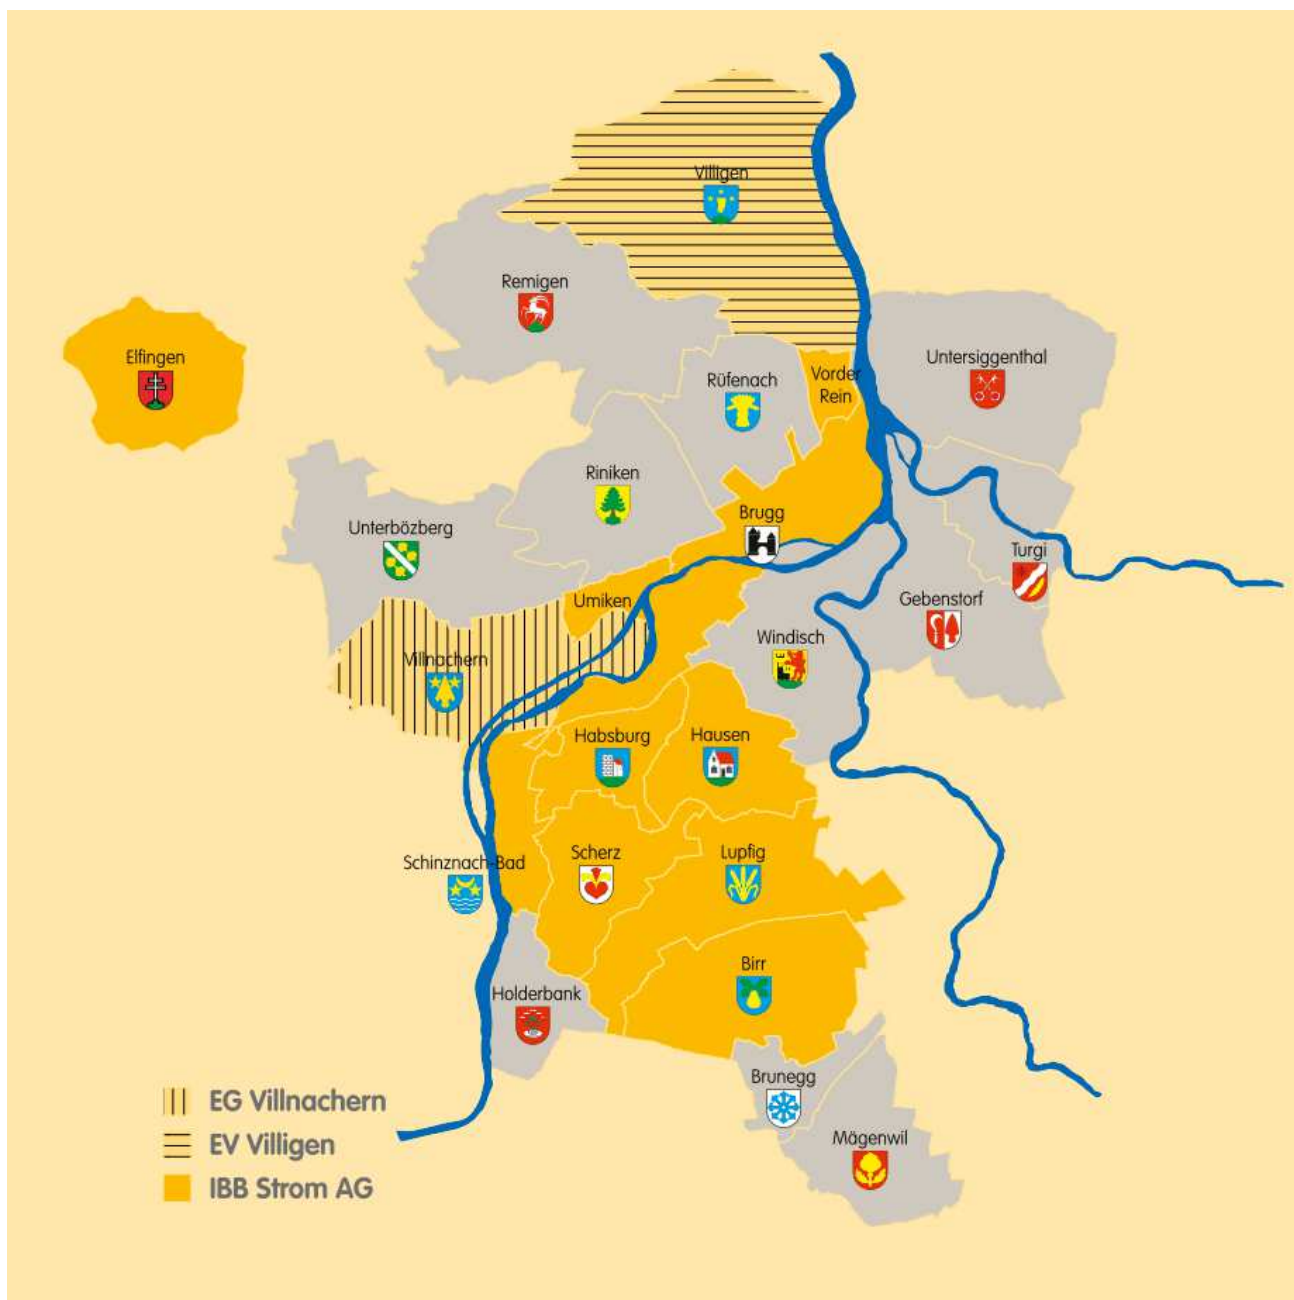 Villigen
Remigen
Elfingen
Untersiggenthal
Vorder
Rein
Rüfenach
Riniken
Brugg
Unterbözberg
Turgi
Umiken
Gebenstorf
Windisch
Villnachern
Habsburg
Hausen
Schinznach-Bad
Scherz
Lupfig
Birr
Holderbank
Brunegg
Mägenwil
EG Villnachern
EV Villigen
IBB Strom AG